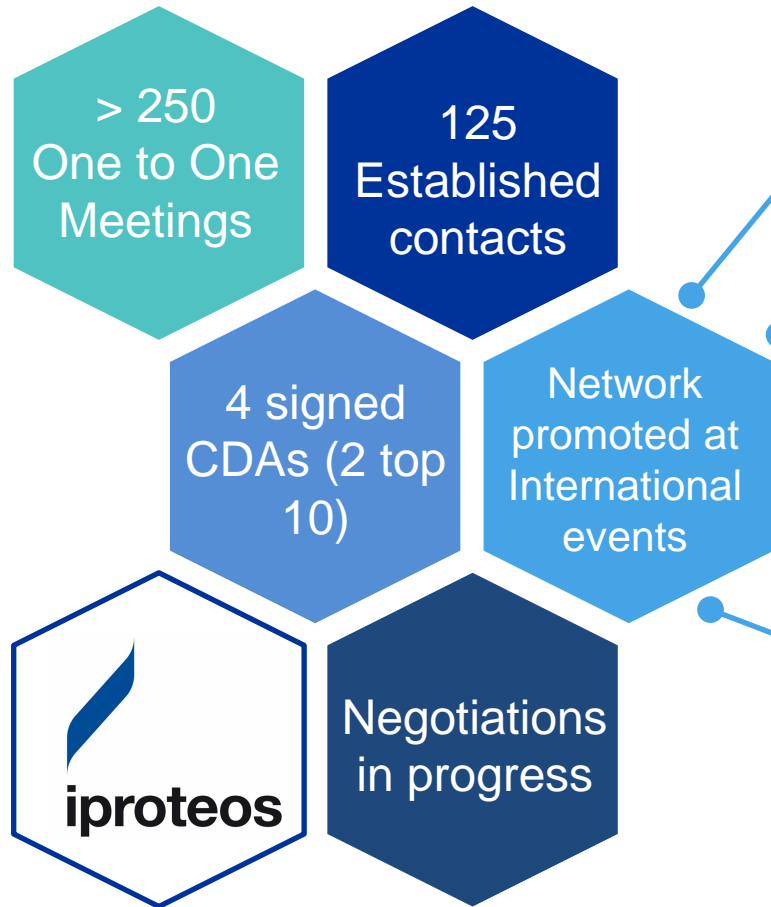 > 250
One to One
Meetings
125
Established
contacts
4 signed
CDAs (2 top
10)
Network
promoted at
International
events
iproteos
Negotiations
in progress